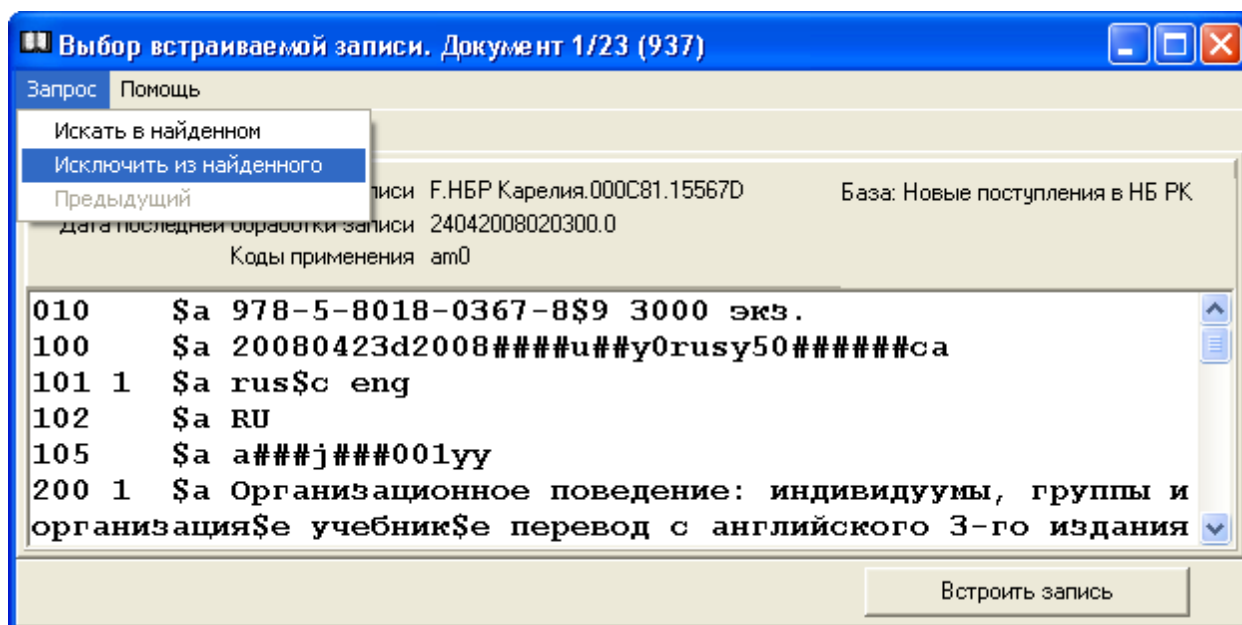 Выбор встраиваемой записи. Документ 1/23 (937)
Запрос Помощь
Искать в найденном
Исключить из найденного
Предыдущий
писи F.НБР Карелия.000C81.15567D База: Новые поступления в НБ РК
Дата последней обработки записи 24042008020300.0
Коды применения am0
010 $a 978-5-8018-0367-8$9 3000 экз.
100 $a 20080423d2008####u##y0rusy50######ca
101 1 $a rus$c eng
102 $a RU
105 $a a###j###001yy
200 1 $a Организационное поведение: индивидуумы, группы и
организация$e учебник$e перевод с английского 3-го издания
Встроить запись